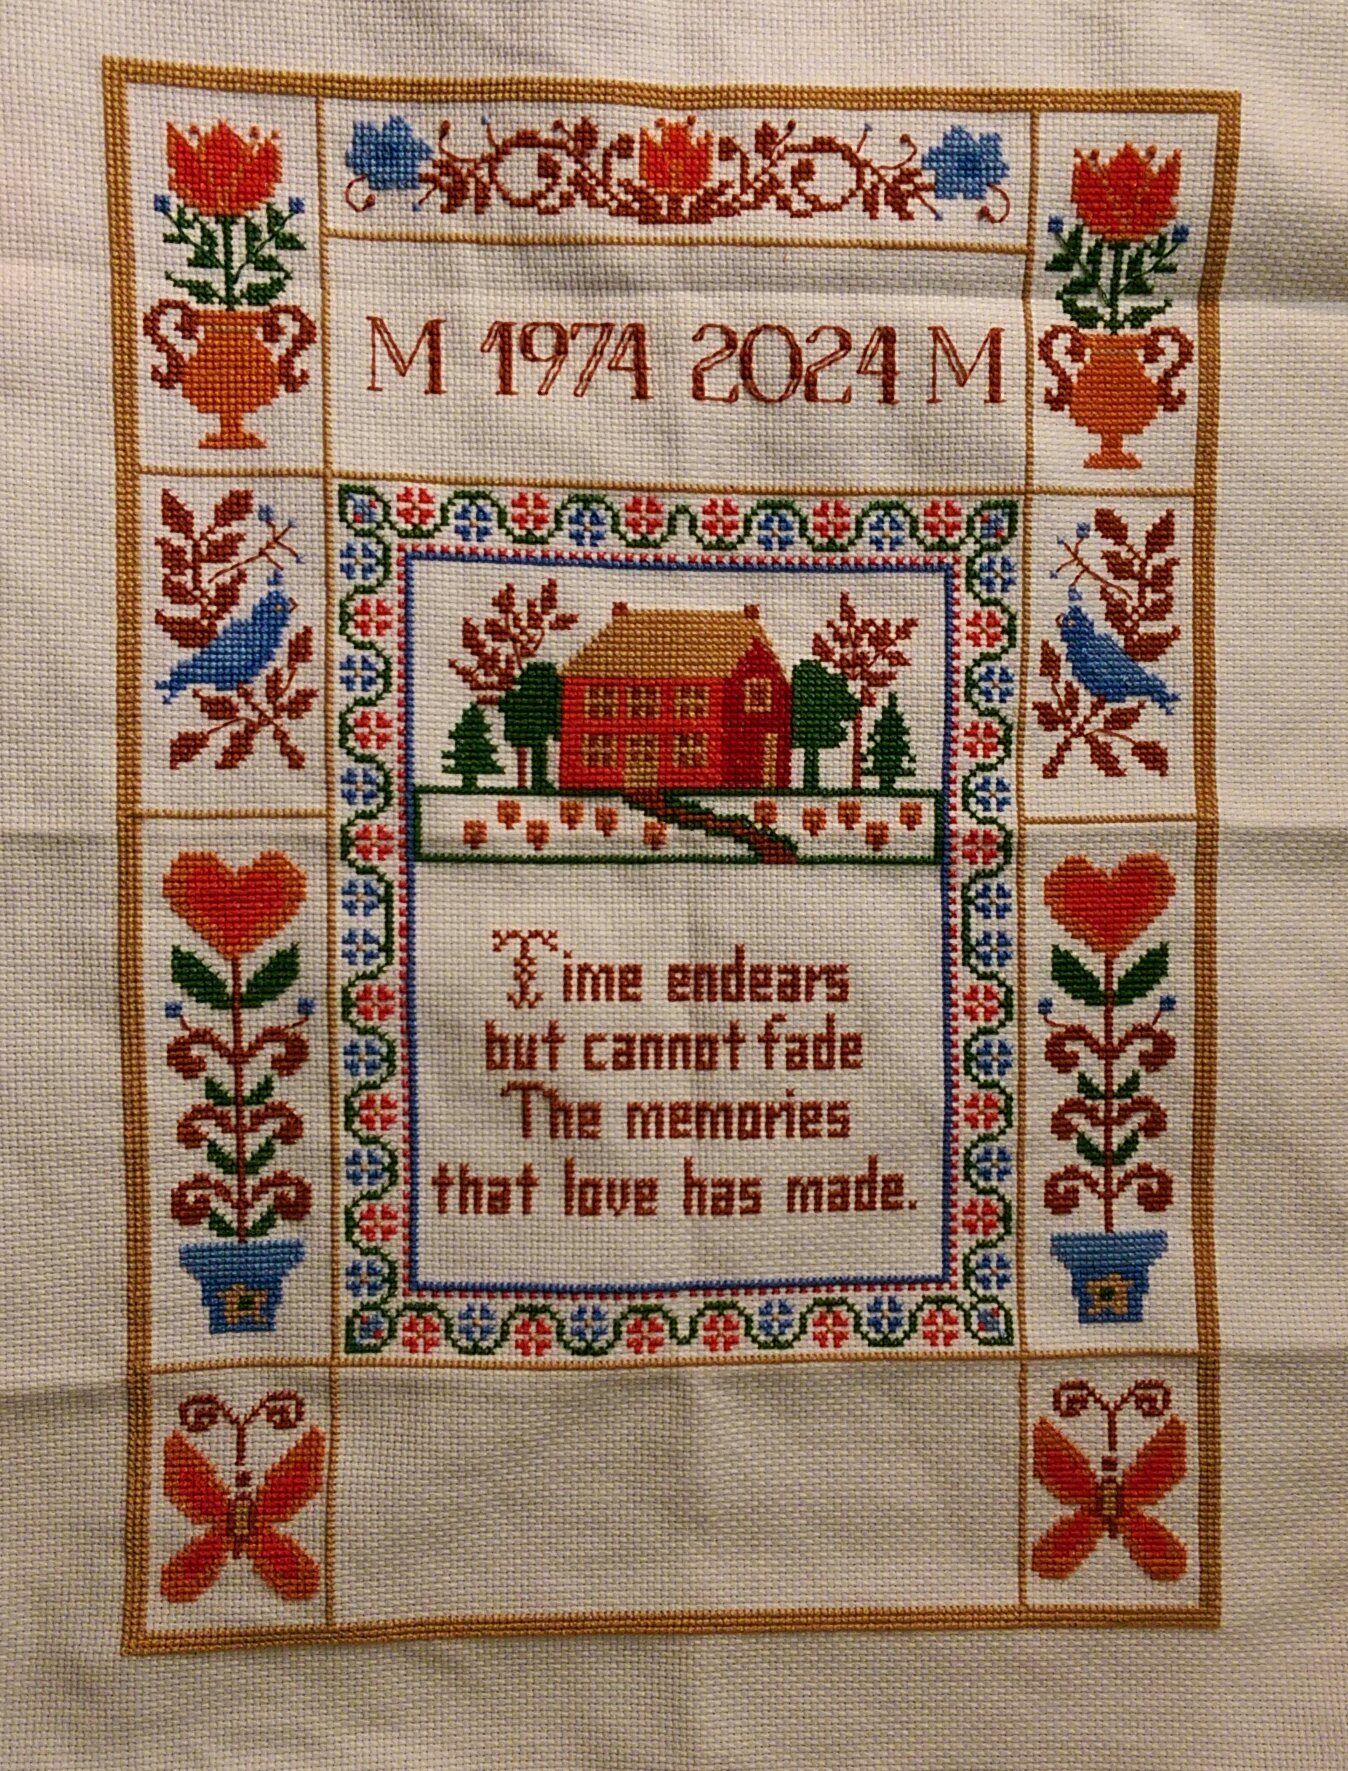 M 1974 2024 M
Time endears
but cannot fade
The memories
that love has made.